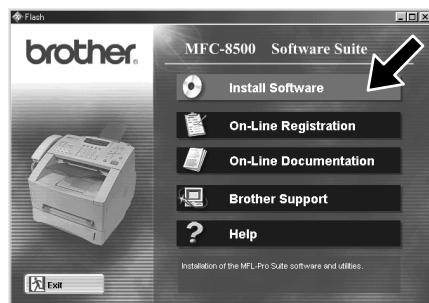 Flash
brother.
MFC-8500 Software Suite
Install Software
On-Line Registration
On-Line Documentation
Brother Support
? Help
Installation of the MFL-Pro Suite software and utilities.
Exit